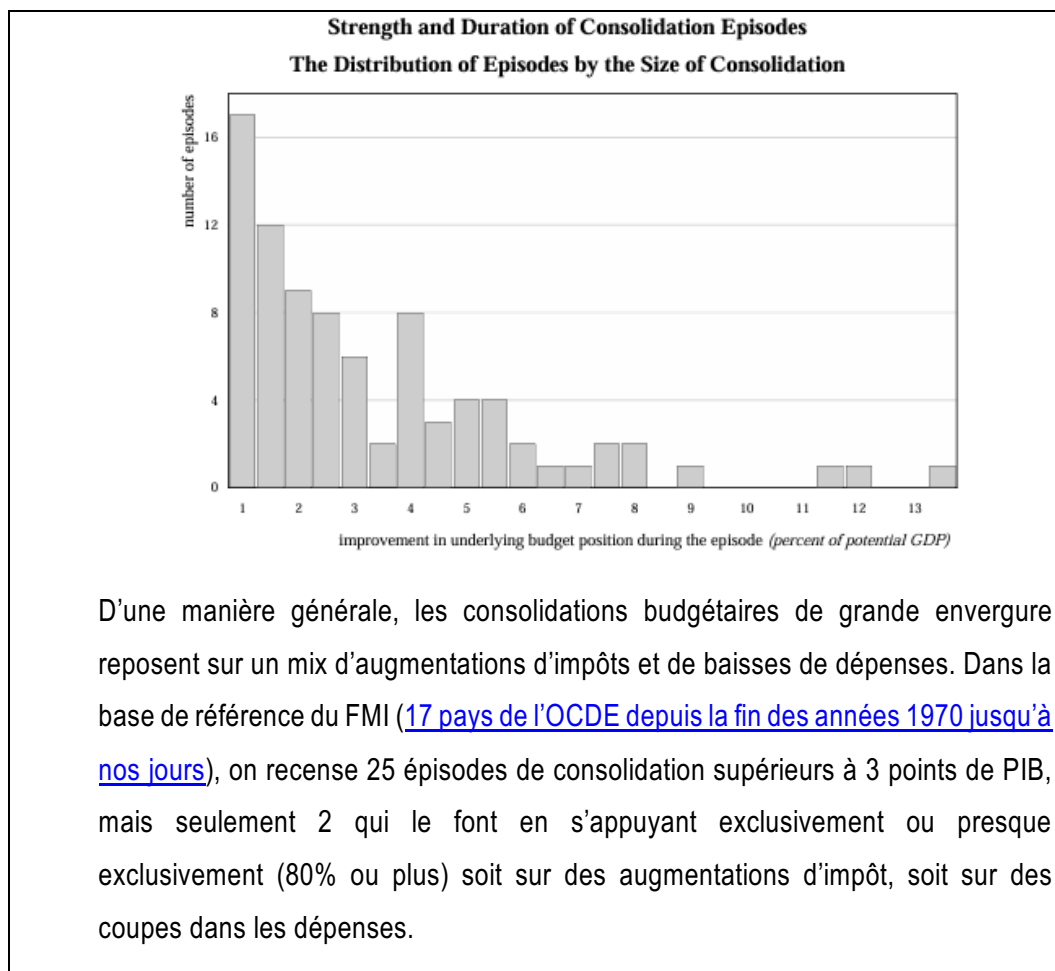 Strength and Duration of Consolidation Episodes
The Distribution of Episodes by the Size of Consolidation
number of episodes
16
12
8
4
0
1 2 3 4 5 6 7 8 9 10 11 12 13
improvement in underlying budget position during the episode (percent of potential GDP)
D’une manière générale, les consolidations budgétaires de grande envergure
reposent sur un mix d’augmentations d’impôts et de baisses de dépenses. Dans la
base de référence du FMI (17 pays de l’OCDE depuis la fin des années 1970 jusqu’à
nos jours), on recense 25 épisodes de consolidation supérieurs à 3 points de PIB,
mais seulement 2 qui le font en s’appuyant exclusivement ou presque
exclusivement (80% ou plus) soit sur des augmentations d’impôt, soit sur des
coupes dans les dépenses.